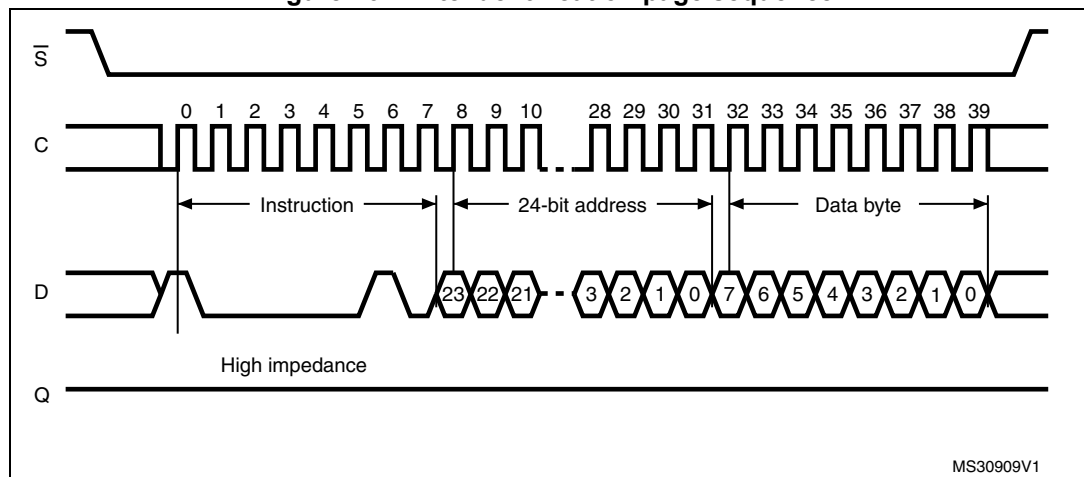 S
0 1 2 3 4 5 6 7 8 9 10 28 29 30 31 32 33 34 35 36 37 38 39
C
Instruction 24-bit address Data byte
D 23 22 21 3 2 1 0 7 6 5 4 3 2 1 0
High impedance
Q
MS30909V1